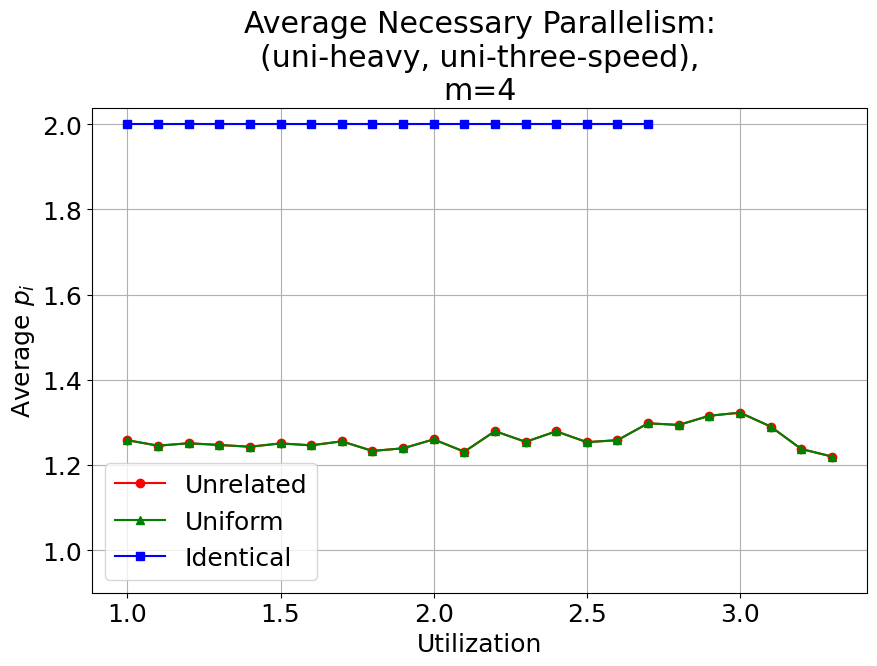 Average Necessary Parallelism:
(uni-heavy, uni-three-speed),
m=4
2.0
1.8
1.6
1.4
1.2
1.0
Average $p_i$
Unrelated
Uniform
Identical
1.0 1.5 2.0 2.5 3.0
Utilization